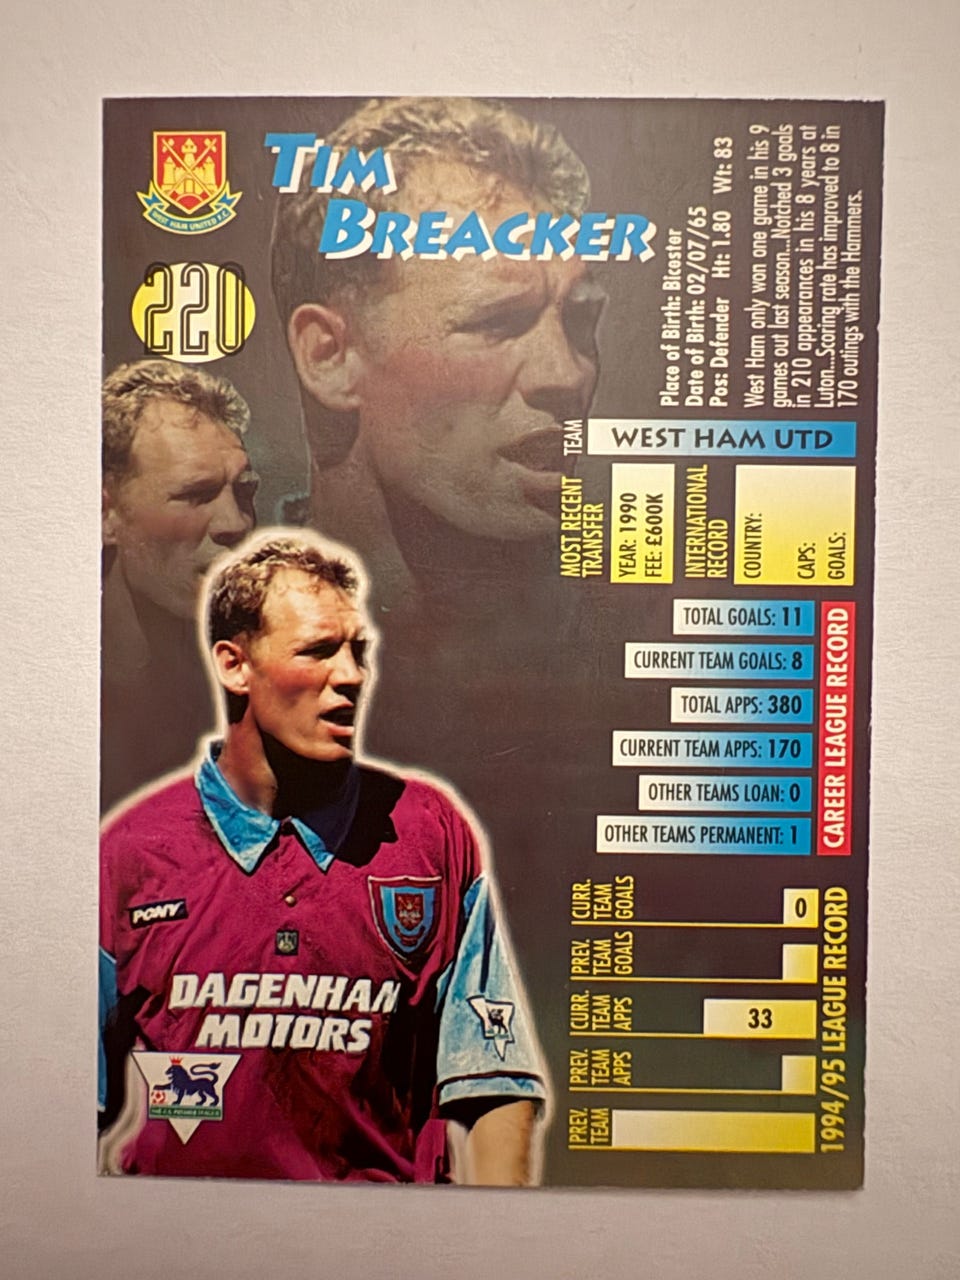 WEST HAM UNITED F.C.
TIM
BREACKER
220
Place of Birth: Bicester
Date of Birth: 02/07/65
Pos: Defender Ht: 1.80 Wt: 83
West Ham only won one game in his 9
games out last season...Notched 3 goals
in 210 appearances in his 8 years at
Luton...Scoring rate has improved to 8 in
170 outings with the Hammers.
TEAM
WEST HAM UTD
MOST RECENT
TRANSFER
YEAR: 1990
FEE: £600K
INTERNATIONAL
RECORD
COUNTRY:
CAPS:
GOALS:
TOTAL GOALS: 11
CURRENT TEAM GOALS: 8
TOTAL APPS: 380
CURRENT TEAM APPS: 170
OTHER TEAMS LOAN: 0
OTHER TEAMS PERMANENT: 1
CAREER LEAGUE RECORD
CURR.
TEAM
GOALS
0
PREV.
TEAM
GOALS
CURR.
TEAM
APPS
33
PREV.
TEAM
APPS
PREV.
TEAM
1994/95 LEAGUE RECORD
PONY
DAGENHAM
MOTORS
THE F.A. PREMIER LEAGUE